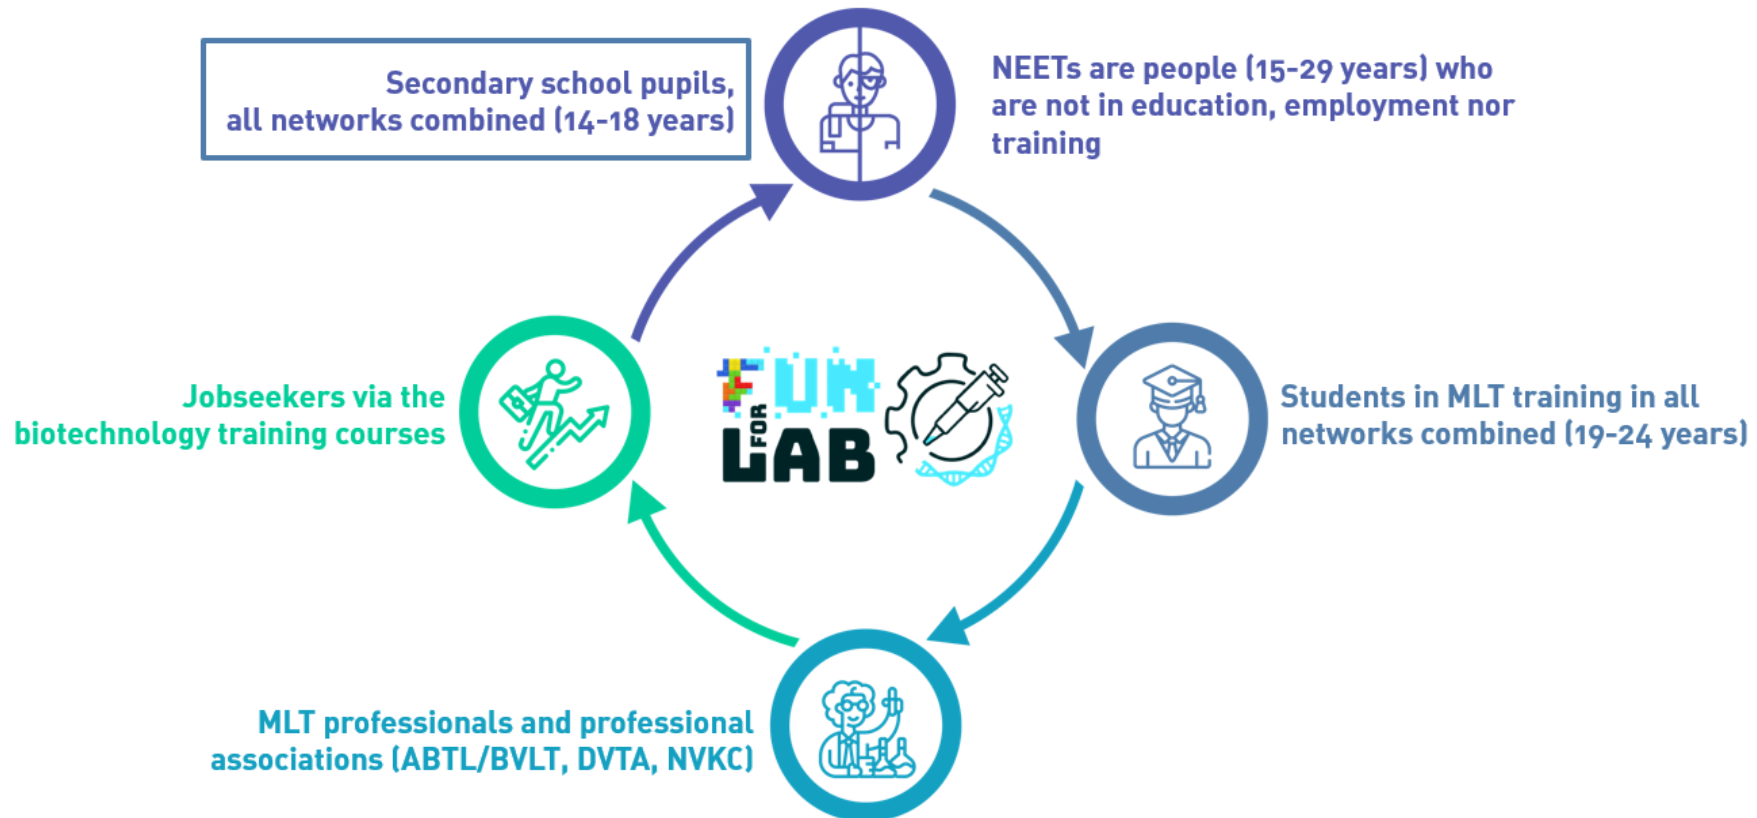 Secondary school pupils,
all networks combined (14-18 years)
NEETs are people (15-29 years) who
are not in education, employment nor
training
Jobseekers via the
biotechnology training courses
FUN
FOR
LAB
Students in MLT training in all
networks combined (19-24 years)
MLT professionals and professional
associations (ABTL/BVLT, DVTA, NVKC)